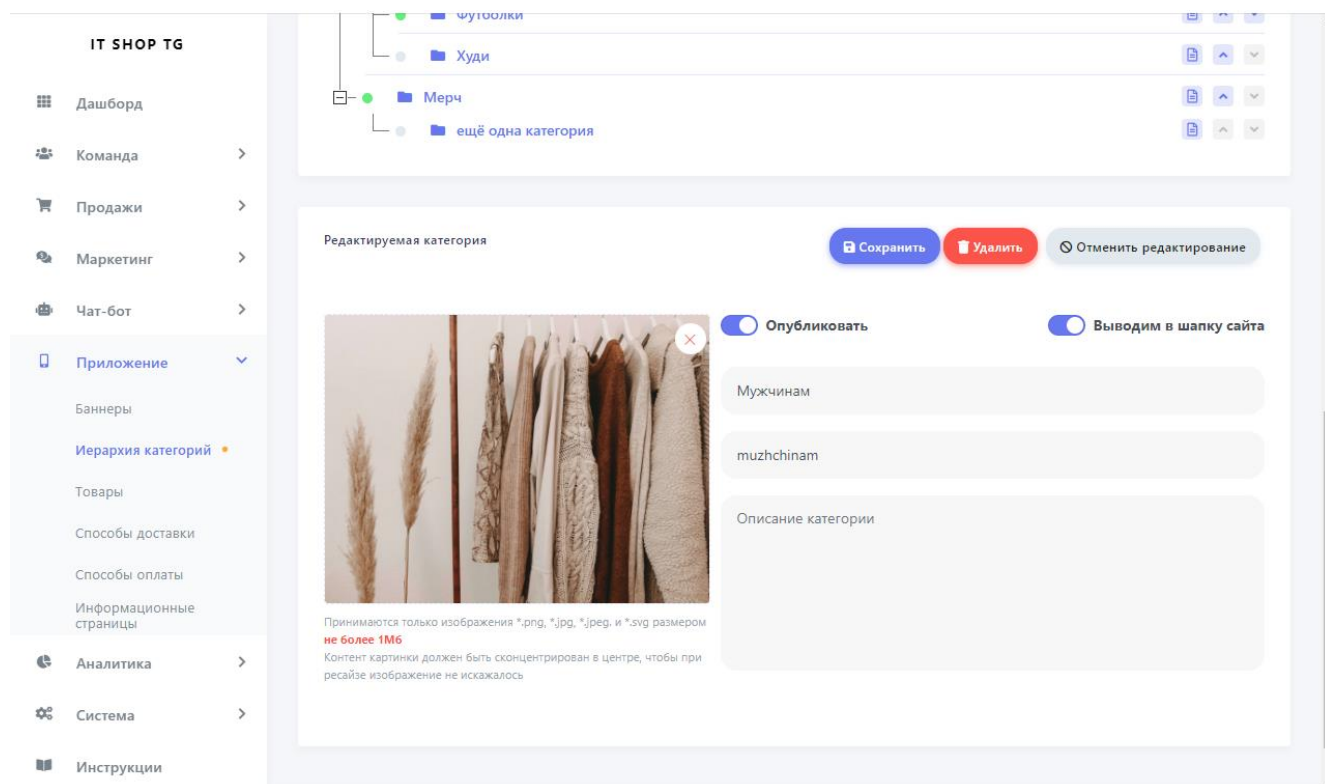 IT SHOP TG
Дашборд
Команда
Продажи
Маркетинг
Чат-бот
Приложение
Баннеры
Иерархия категорий
Товары
Способы доставки
Способы оплаты
Информационные
страницы
Аналитика
Система
Инструкции
Футболки
Худи
Мерч
ещё одна категория
Редактируемая категория
Сохранить
Удалить
Отменить редактирование
Опубликовать
Выводим в шапку сайта
Мужчинам
muzhchinam
Описание категории
Принимаются только изображения *.png, *.jpg, *.jpeg. и *.svg размером
не более 1Мб
Контент картинки должен быть сконцентрирован в центре, чтобы при
ресайзе изображение не искажалось